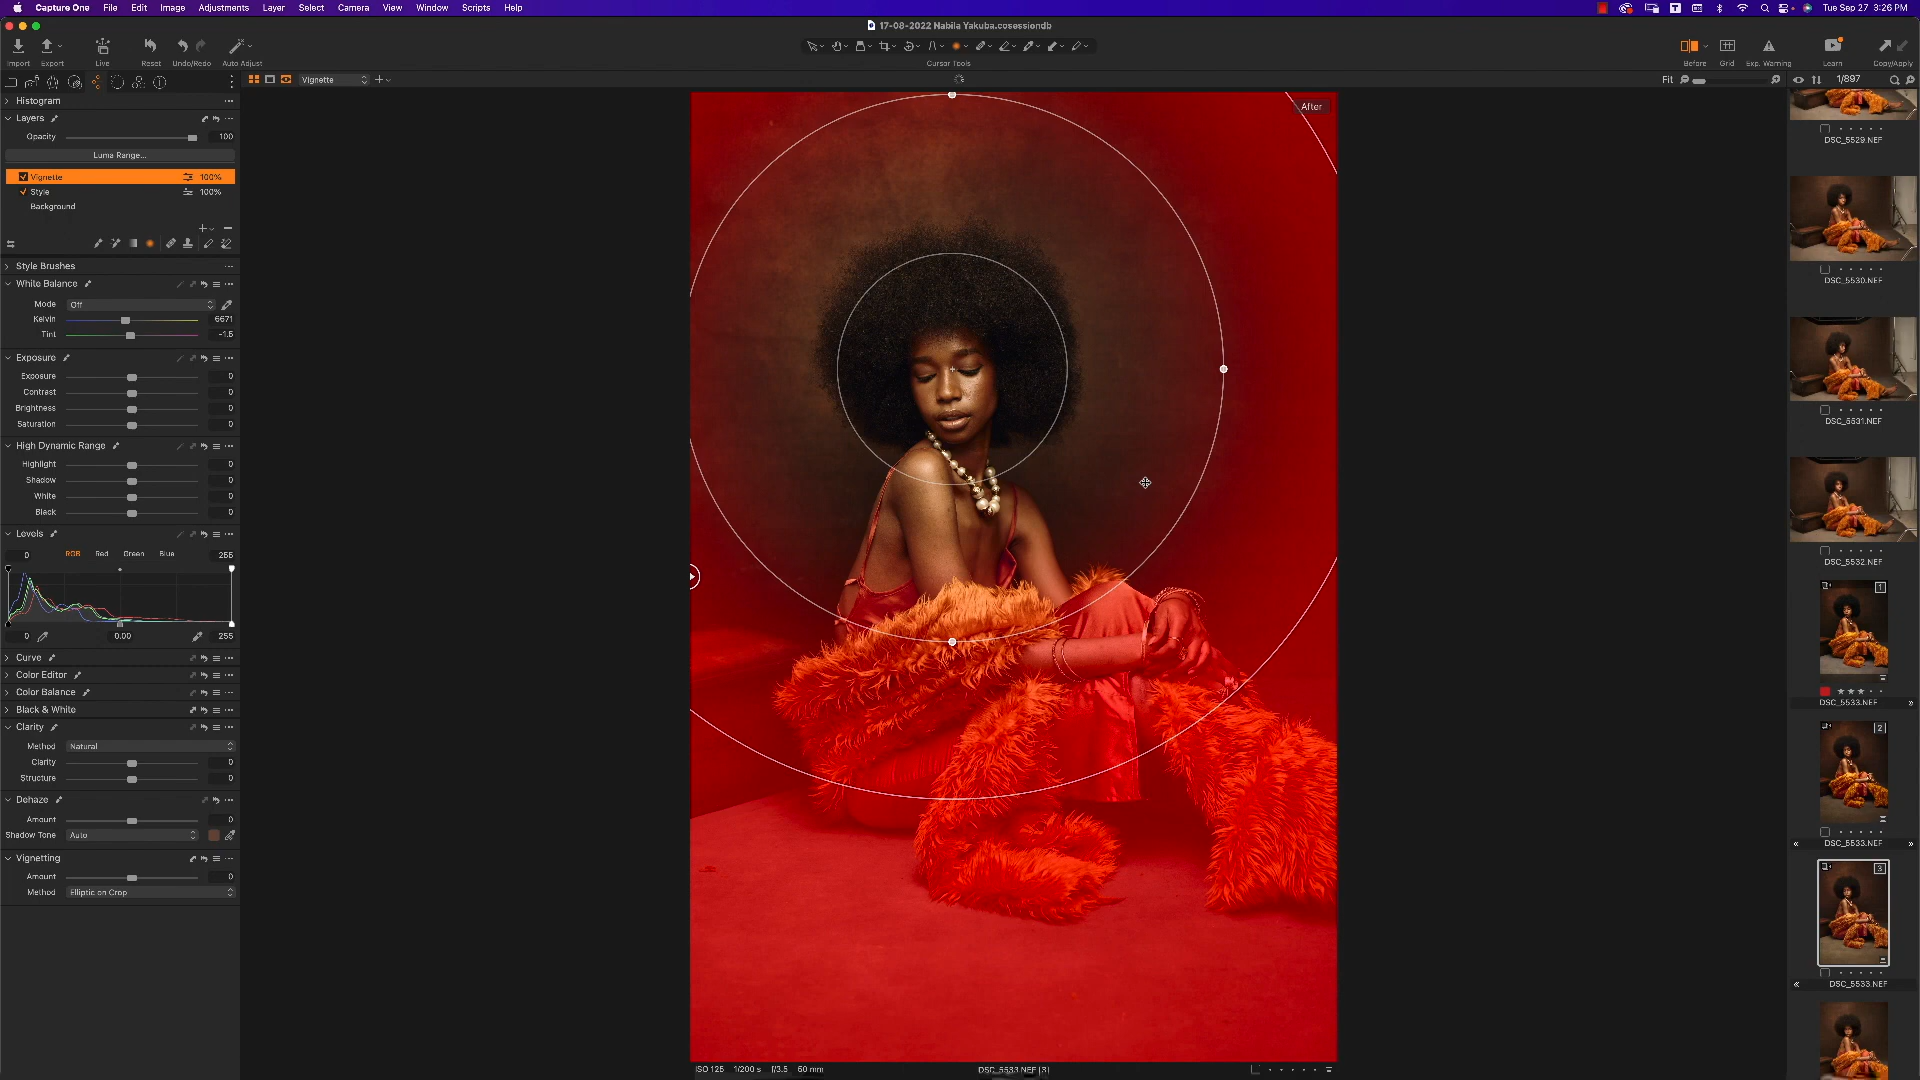 Capture One File Edit Image Adjustments Layer Select Camera View Window Scripts Help
Tue Sep 27 3:26 PM
17-08-2022 Nabila Yakuba.cosessiondb
Import Export Live Reset Undo/Redo Auto Adjust
Cursor Tools
Before Grid Exp. Warning Learn Copy/Apply
Vignette
Fit
1/897
Histogram
Layers
Opacity 100
Luma Range...
Vignette 100%
Style 100%
Background
Style Brushes
White Balance
Mode Off
Kelvin 6671
Tint -1.5
Exposure
Exposure 0
Contrast 0
Brightness 0
Saturation 0
High Dynamic Range
Highlight 0
Shadow 0
White 0
Black 0
Levels
0 RGB Red Green Blue 255
0 0.00 255
Curve
Color Editor
Color Balance
Black & White
Clarity
Method Natural
Clarity 0
Structure 0
Dehaze
Amount 0
Shadow Tone Auto
Vignetting
Amount 0
Method Elliptic on Crop
After
ISO 125 1/200 s f/3.5 50 mm
DSC_5533.NEF [3]
DSC_5529.NEF
DSC_5530.NEF
DSC_5531.NEF
DSC_5532.NEF
1
DSC_5533.NEF
2
DSC_5533.NEF
3
DSC_5533.NEF